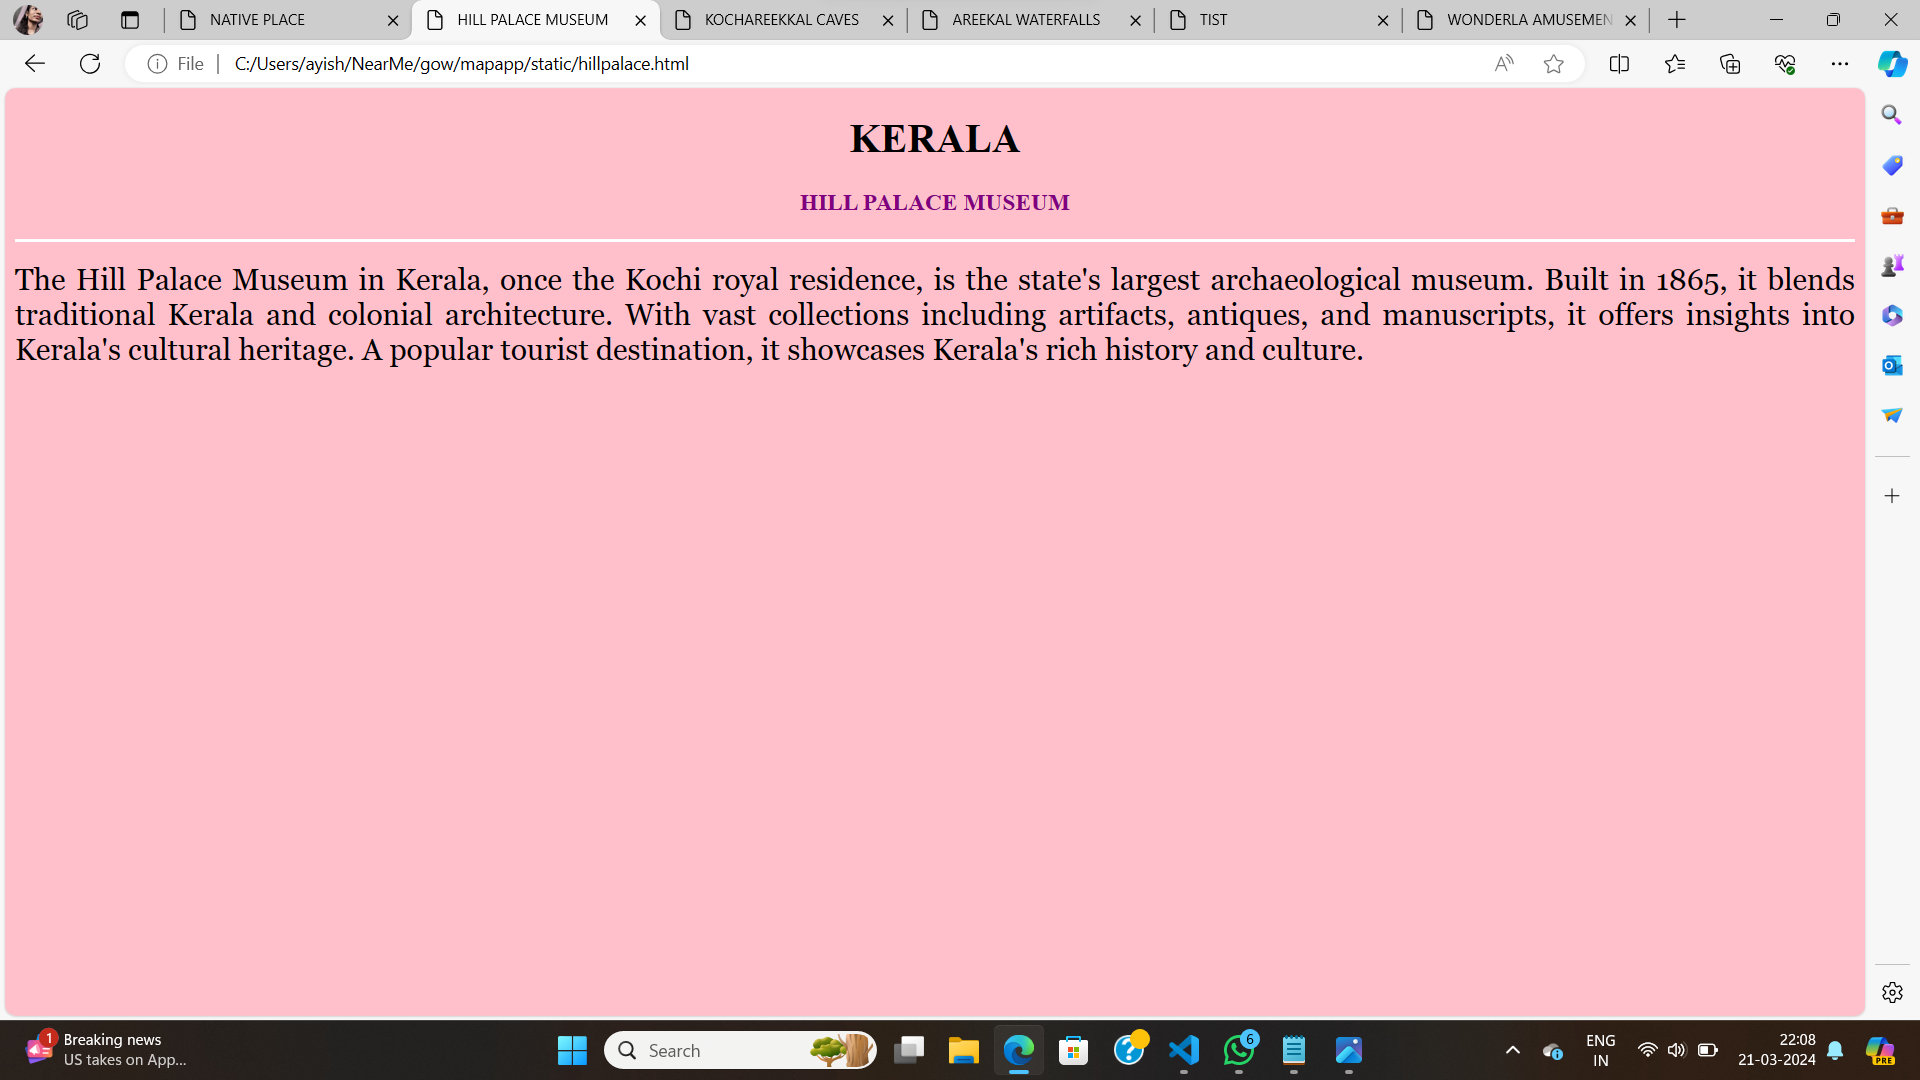 NATIVE PLACE
HILL PALACE MUSEUM
KOCHAREEKKAL CAVES
AREEKAL WATERFALLS
TIST
WONDERLA AMUSEMEN
File
C:/Users/ayish/NearMe/gow/mapapp/static/hillpalace.html
KERALA
HILL PALACE MUSEUM
The Hill Palace Museum in Kerala, once the Kochi royal residence, is the state's largest archaeological museum. Built in 1865, it blends
traditional Kerala and colonial architecture. With vast collections including artifacts, antiques, and manuscripts, it offers insights into
Kerala's cultural heritage. A popular tourist destination, it showcases Kerala's rich history and culture.
1
Breaking news
US takes on App...
Search
6
ENG
IN
22:08
21-03-2024
PRE